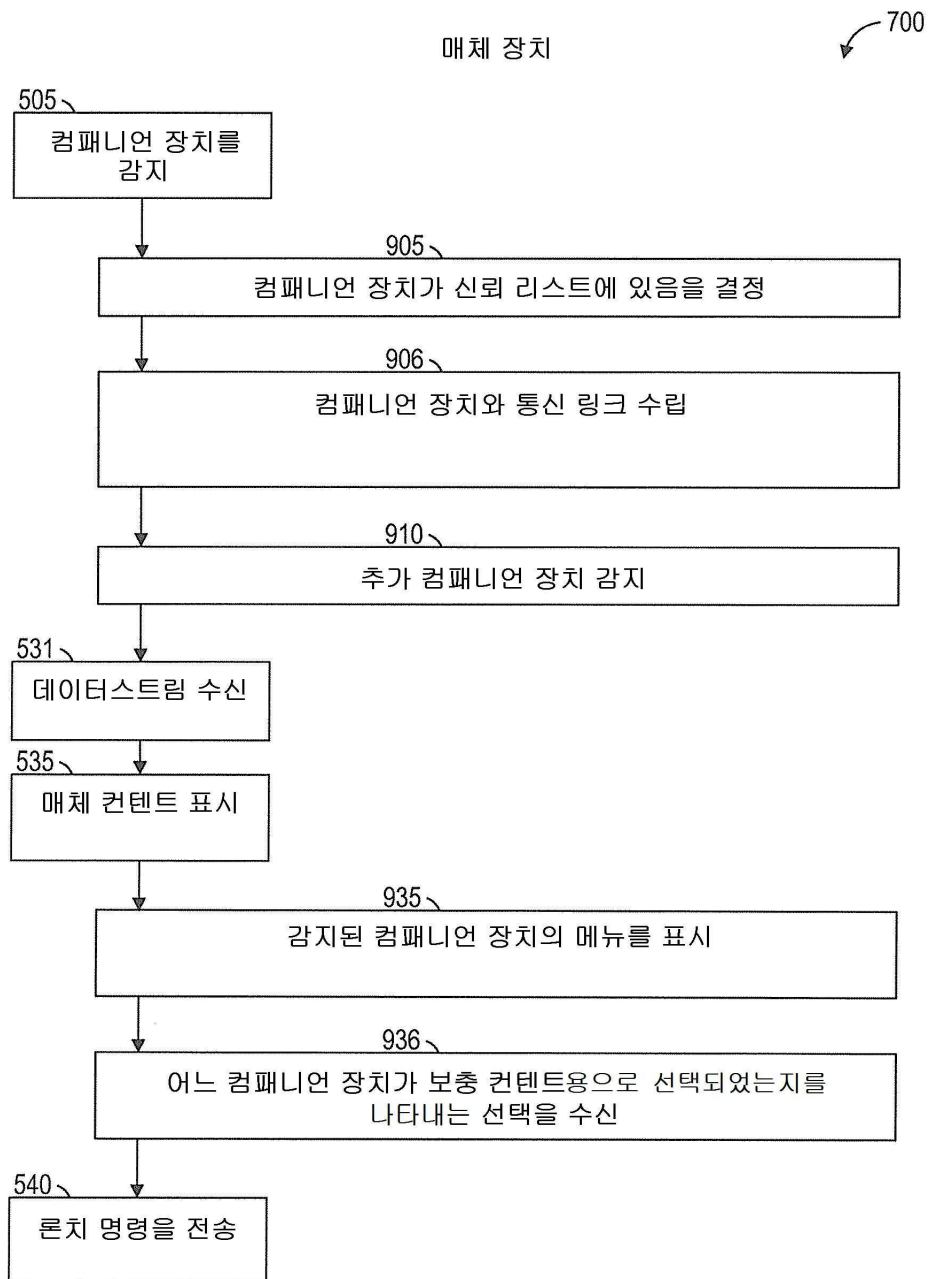 700
매체 장치
505
컴패니언 장치를
감지
905
컴패니언 장치가 신뢰 리스트에 있음을 결정
906
컴패니언 장치와 통신 링크 수립
910
추가 컴패니언 장치 감지
531
데이터스트림 수신
535
매체 컨텐트 표시
935
감지된 컴패니언 장치의 메뉴를 표시
936
어느 컴패니언 장치가 보충 컨텐트용으로 선택되었는지를
나타내는 선택을 수신
540
론치 명령을 전송